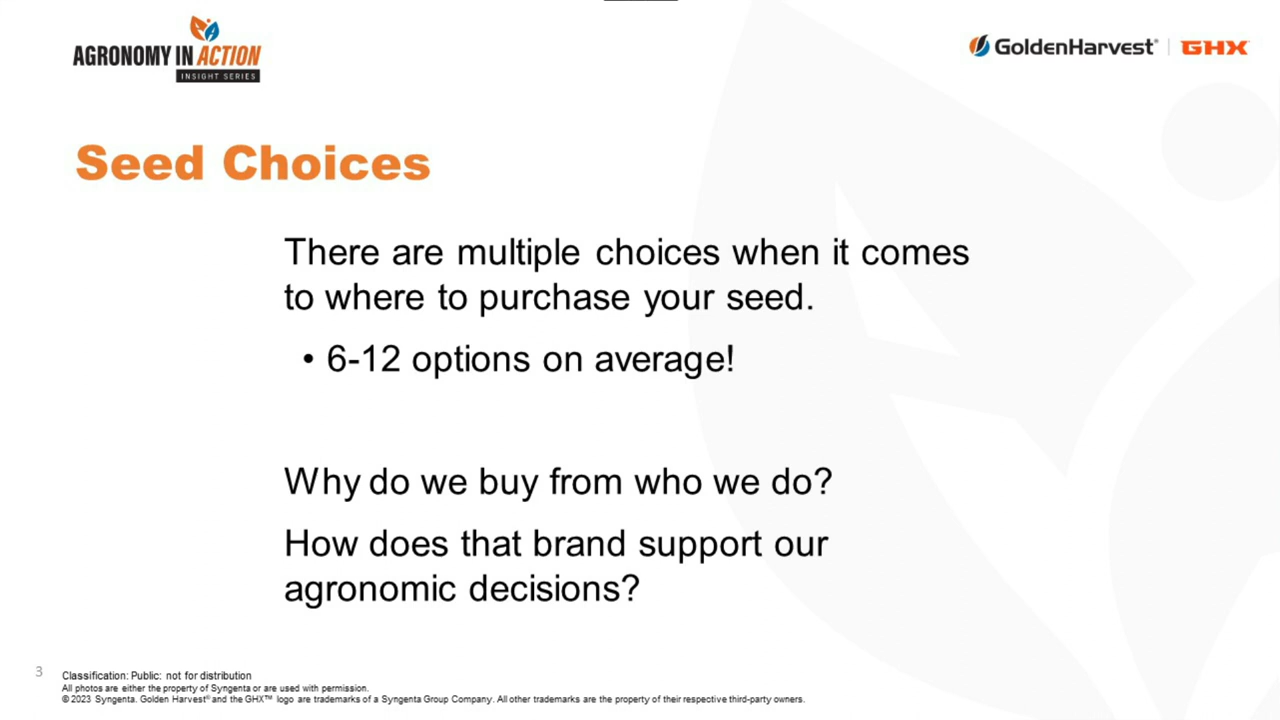 AGRONOMY IN ACTION
INSIGHT SERIES
GoldenHarvest® | GHX
Seed Choices
There are multiple choices when it comes
to where to purchase your seed.
• 6-12 options on average!
Why do we buy from who we do?
How does that brand support our
agronomic decisions?
3
Classification: Public: not for distribution
All photos are either the property of Syngenta or are used with permission.
© 2023 Syngenta. Golden Harvest® and the GHX™ logo are trademarks of a Syngenta Group Company. All other trademarks are the property of their respective third-party owners.